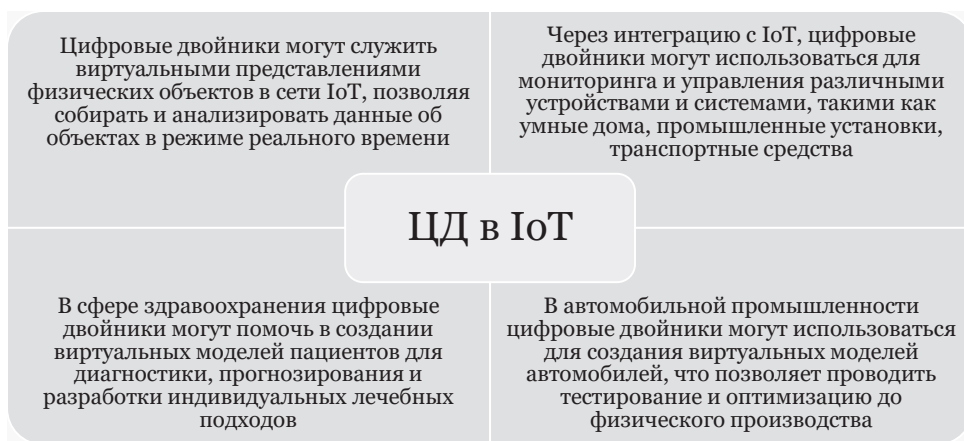 Цифровые двойники могут служить
виртуальными представлениями
физических объектов в сети IoT, позволяя
собирать и анализировать данные об
объектах в режиме реального времени
Через интеграцию с IoT, цифровые
двойники могут использоваться для
мониторинга и управления различными
устройствами и системами, такими как
умные дома, промышленные установки,
транспортные средства
ЦД в IoT
В сфере здравоохранения цифровые
двойники могут помочь в создании
виртуальных моделей пациентов для
диагностики, прогнозирования и
разработки индивидуальных лечебных
подходов
В автомобильной промышленности
цифровые двойники могут использоваться
для создания виртуальных моделей
автомобилей, что позволяет проводить
тестирование и оптимизацию до
физического производства